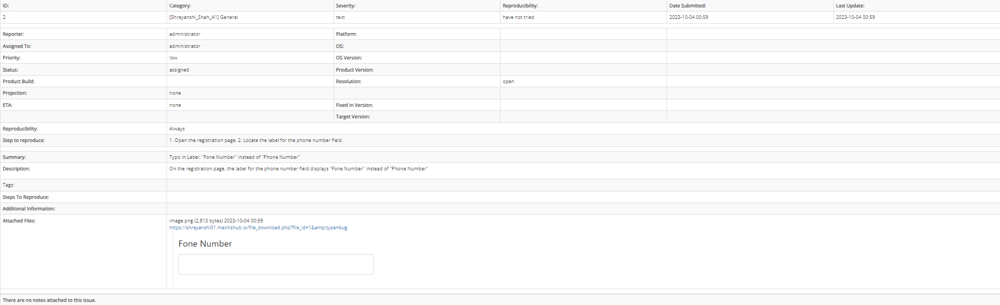 ID: Category: Severity: Reproducibility: Date Submitted: Last Update:
2 [Shreyanshi_Shah_A1] General text have not tried 2023-10-04 00:59 2023-10-04 00:59
Reporter: administrator Platform:
Assigned To: administrator OS:
Priority: low OS Version:
Status: assigned Product Version:
Product Build: Resolution: open
Projection: none
ETA: none Fixed in Version:
Target Version:
Reproducibility: Always
Step to reproduce: 1. Open the registration page. 2. Locate the label for the phone number field.
Summary: Typo in Label: "Fone Number" instead of "Phone Number"
Description: On the registration page, the label for the phone number field displays "Fone Number" instead of "Phone Number"
Tags:
Steps To Reproduce:
Additional Information:
Attached Files: image.png (2,813 bytes) 2023-10-04 00:59
https://shreyanshi01.mantishub.io/file_download.php?file_id=1&amp;type=bug
Fone Number
There are no notes attached to this issue.